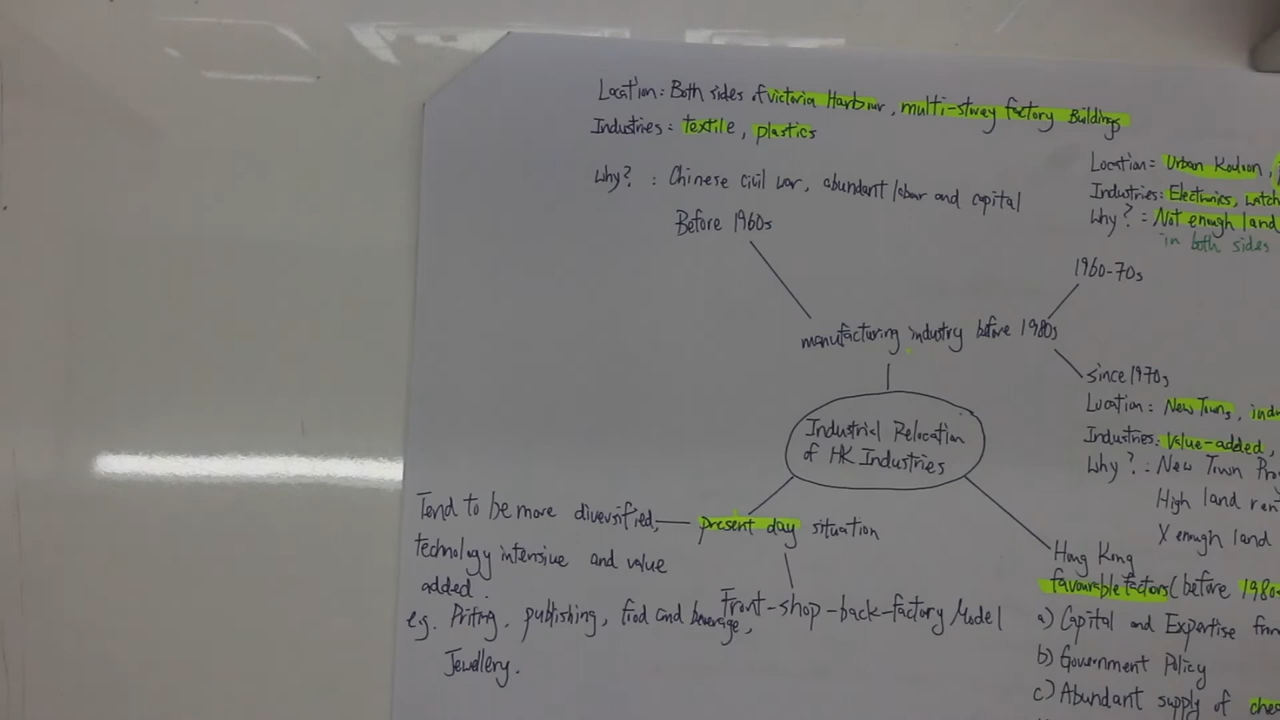 Location: Both sides of victoria Harbour, multi-storey factory Buildings
Industries: textile, plastics
Why? : Chinese civil war, abundant labor and capital
Before 1960s
Location: Urban
Industries: Electronics, watch
Why? : Not enough land
in both sides
1960-70s
manufacturing industry before 1980s
since 1970s
Location: New Towns,
Industries: Value-added,
Why? : New Town
High land
X enough land
Industrial Relocation
of HK Industries
present day situation
Tend to be more diversified,
technology intensive and value
added.
e.g. Priting, publishing, food and beverage,
Jewellery.
Front-shop-back-factory Model
Hong Kong
favourable factors (before 1980s
a) Capital and Expertise from
b) Government Policy
c) Abundant supply of